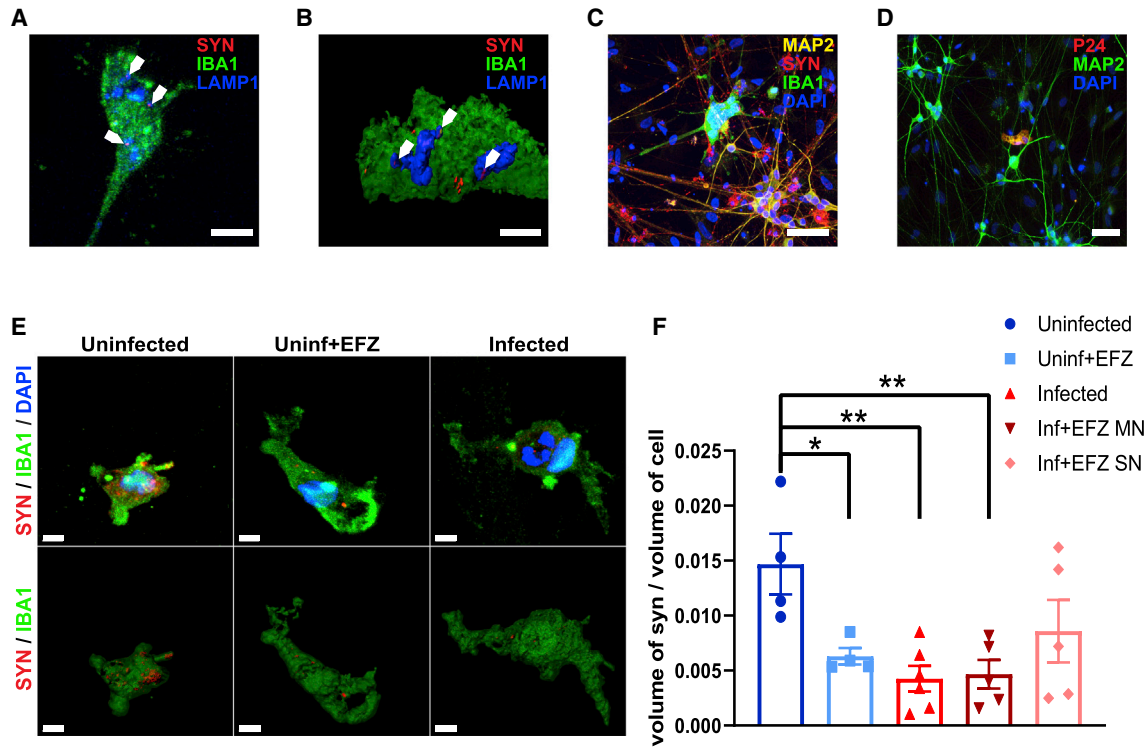 A
SYN
IBA1
LAMP1
B
SYN
IBA1
LAMP1
C
MAP2
SYN
IBA1
DAPI
D
P24
MAP2
DAPI
E
Uninfected
Uninf+EFZ
Infected
SYN / IBA1 / DAPI
SYN / IBA1
F
Uninfected
Uninf+EFZ
Infected
Inf+EFZ MN
Inf+EFZ SN
**
**
*
volume of syn / volume of cell
0.025
0.020
0.015
0.010
0.005
0.000